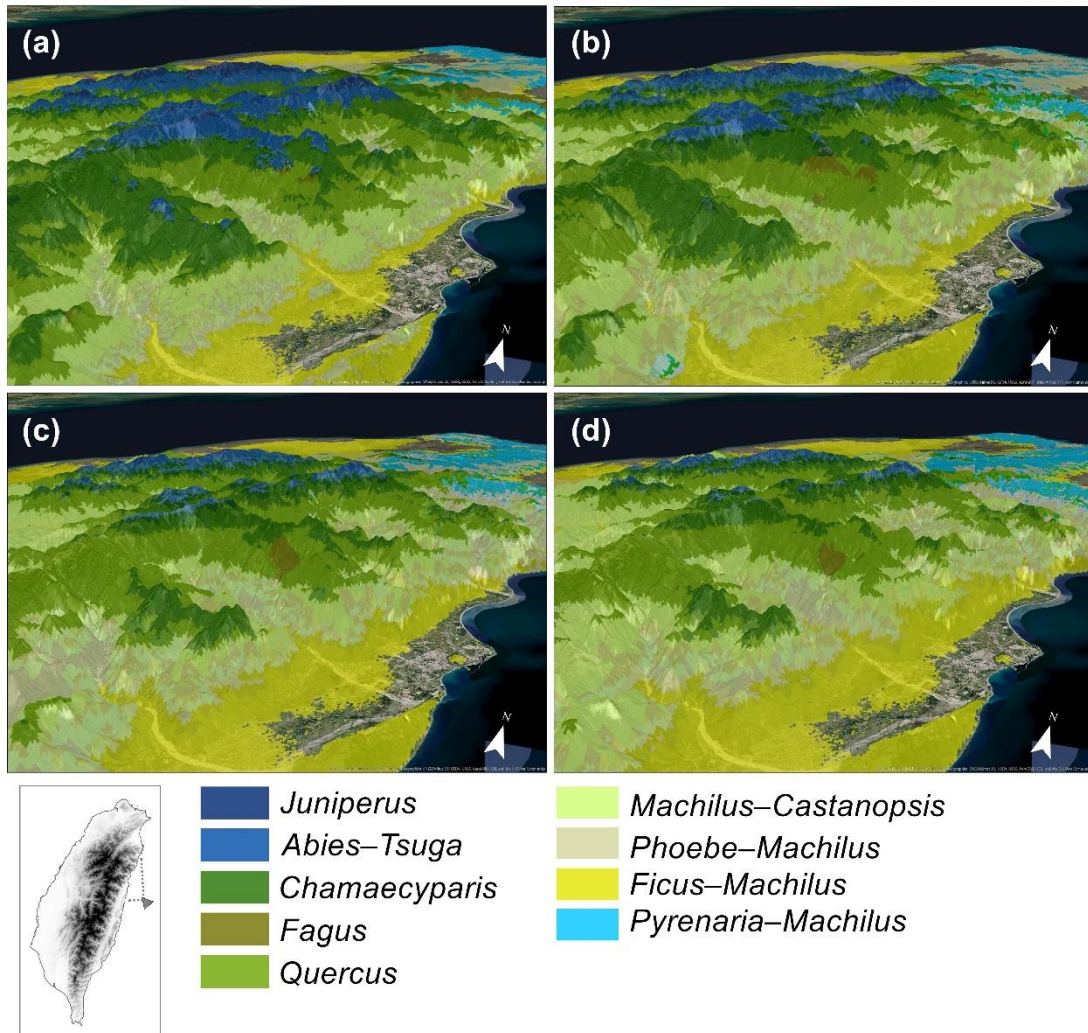 (a)
(b)
N
N
(c)
(d)
N
N
Juniperus
Abies–Tsuga
Chamaecyparis
Fagus
Quercus
Machilus–Castanopsis
Phoebe–Machilus
Ficus–Machilus
Pyrenaria–Machilus